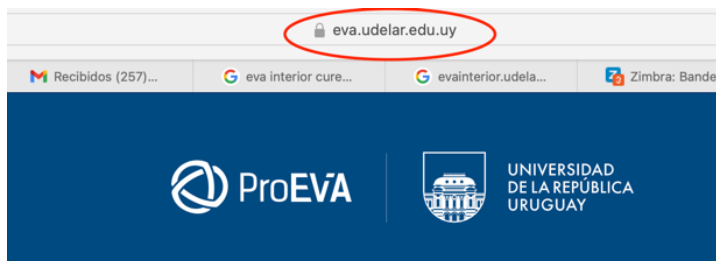 eva.udelar.edu.uy
Recibidos (257)...
eva interior cure...
evainterior.udela...
Zimbra: Bande
ProEVA
UNIVERSIDAD
DE LA REPÚBLICA
URUGUAY